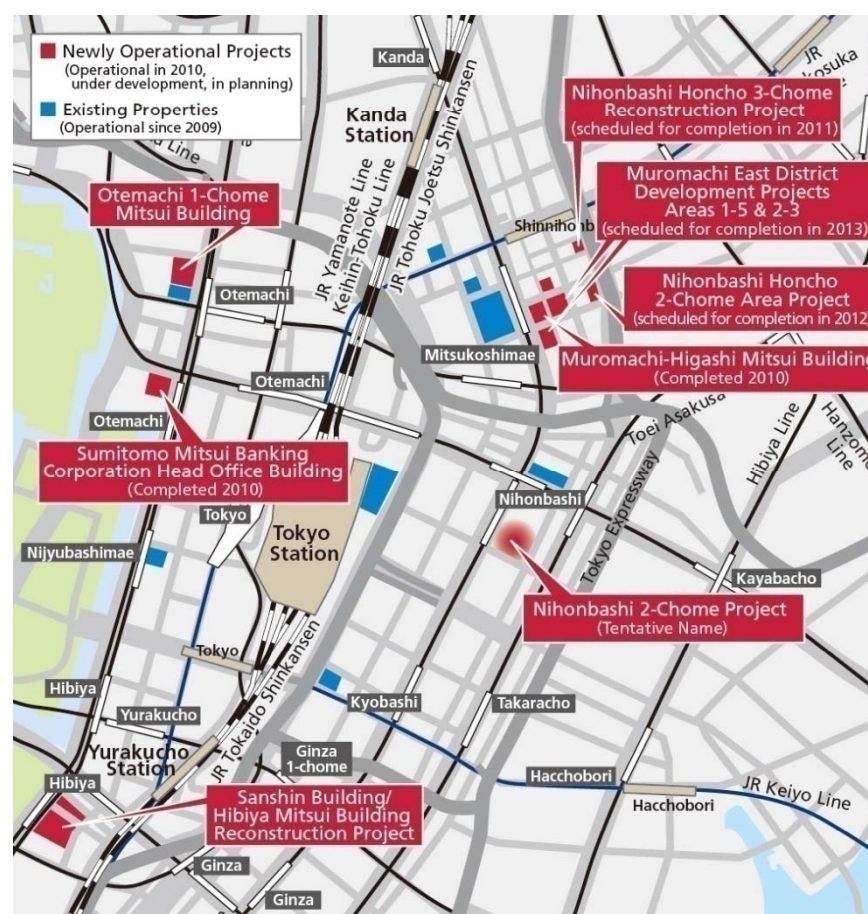 Newly Operational Projects
(Operational in 2010,
under development, in planning)
Existing Properties
(Operational since 2009)
Line
Kanda
Kanda
Station
JR Yamanote Line
Keihin-Tohoku Line
JR Tohoku Joetsu Shinkansen
JR
Line
Nihonbashi Honcho 3-Chome
Reconstruction Project
(scheduled for completion in 2011)
Muromachi East District
Development Projects
Areas 1-5 & 2-3
(scheduled for completion in 2013)
Otemachi 1-Chome
Mitsui Building
Shinnihonb
Nihonbashi Honcho
2-Chome Area Project
(scheduled for completion in 2012)
Otemachi
Mitsukoshimae
Muromachi-Higashi Mitsui Building
(Completed 2010)
Otemachi
Otemachi
Toei Asakusa
Hibiya Line
Hanzom
Line
Sumitomo Mitsui Banking
Corporation Head Office Building
(Completed 2010)
Tokyo
Tokyo
Station
Nihonbashi
Tokyo Expressway
Nijyubashimae
Kayabacho
Nihonbashi 2-Chome Project
(Tentative Name)
Tokyo
JR Tokaido Shinkansen
Hibiya
Yurakucho
Kyobashi
Takaracho
Yurakucho
Station
Ginza
1-chome
Hacchobori
JR Keiyo Line
Hibiya
Hacchobori
Sanshin Building/
Hibiya Mitsui Building
Reconstruction Project
Ginza
Ginza